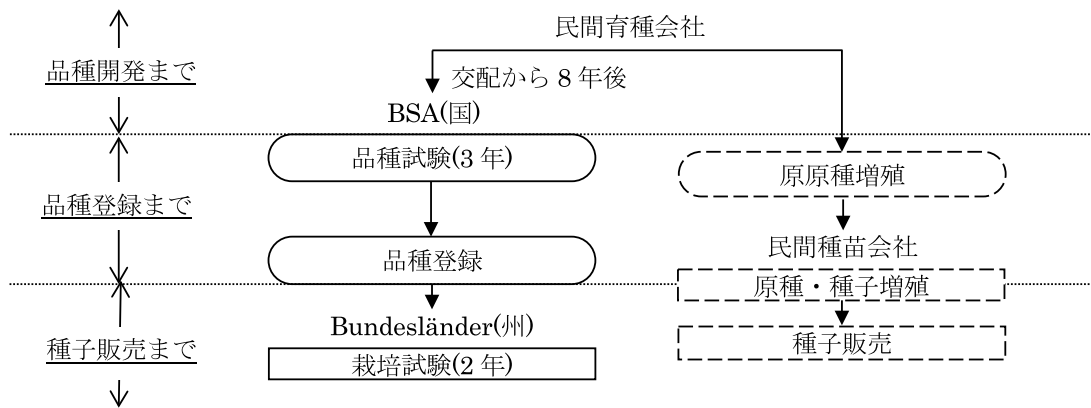 民間育種会社
品種開発まで
交配から 8 年後
BSA(国)
品種試験(3 年)
原原種増殖
品種登録まで
民間種苗会社
品種登録
原種・種子増殖
Bundesländer(州)
種子販売まで
種子販売
栽培試験(2 年)